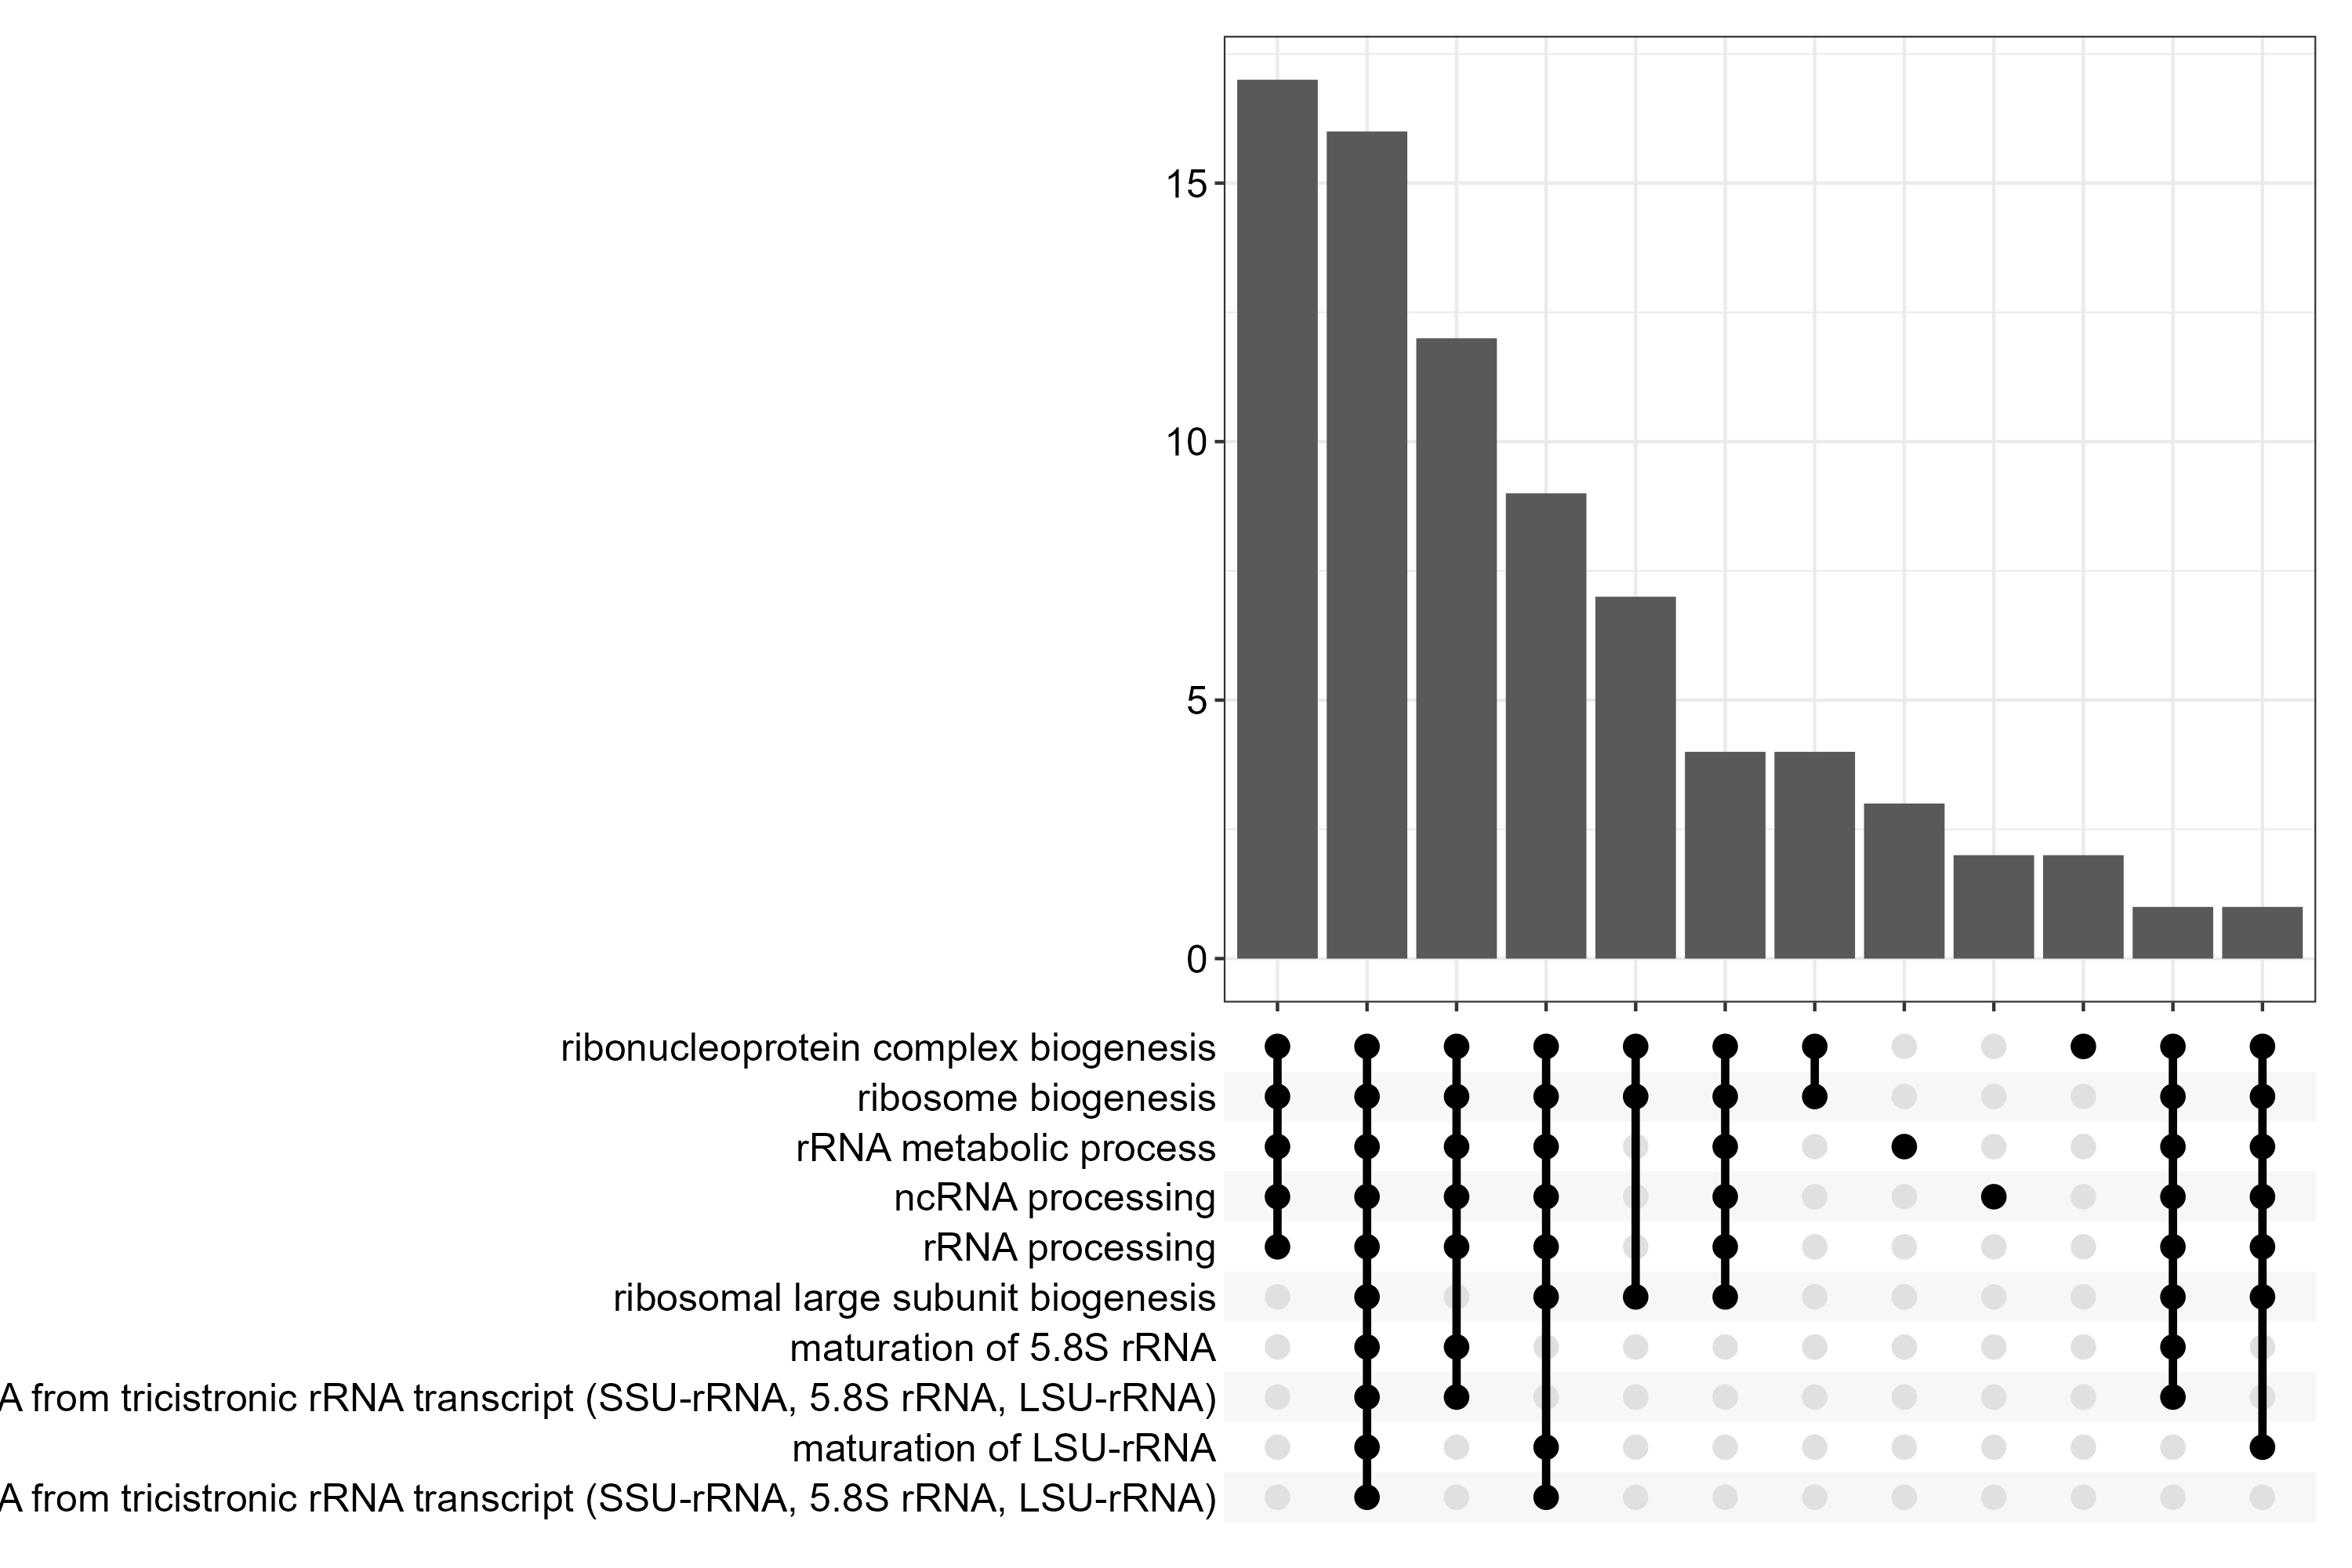 15
10
5
0
ribonucleoprotein complex biogenesis
ribosome biogenesis
rRNA metabolic process
ncRNA processing
rRNA processing
ribosomal large subunit biogenesis
maturation of 5.8S rRNA
A from tricistronic rRNA transcript (SSU-rRNA, 5.8S rRNA, LSU-rRNA)
maturation of LSU-rRNA
A from tricistronic rRNA transcript (SSU-rRNA, 5.8S rRNA, LSU-rRNA)